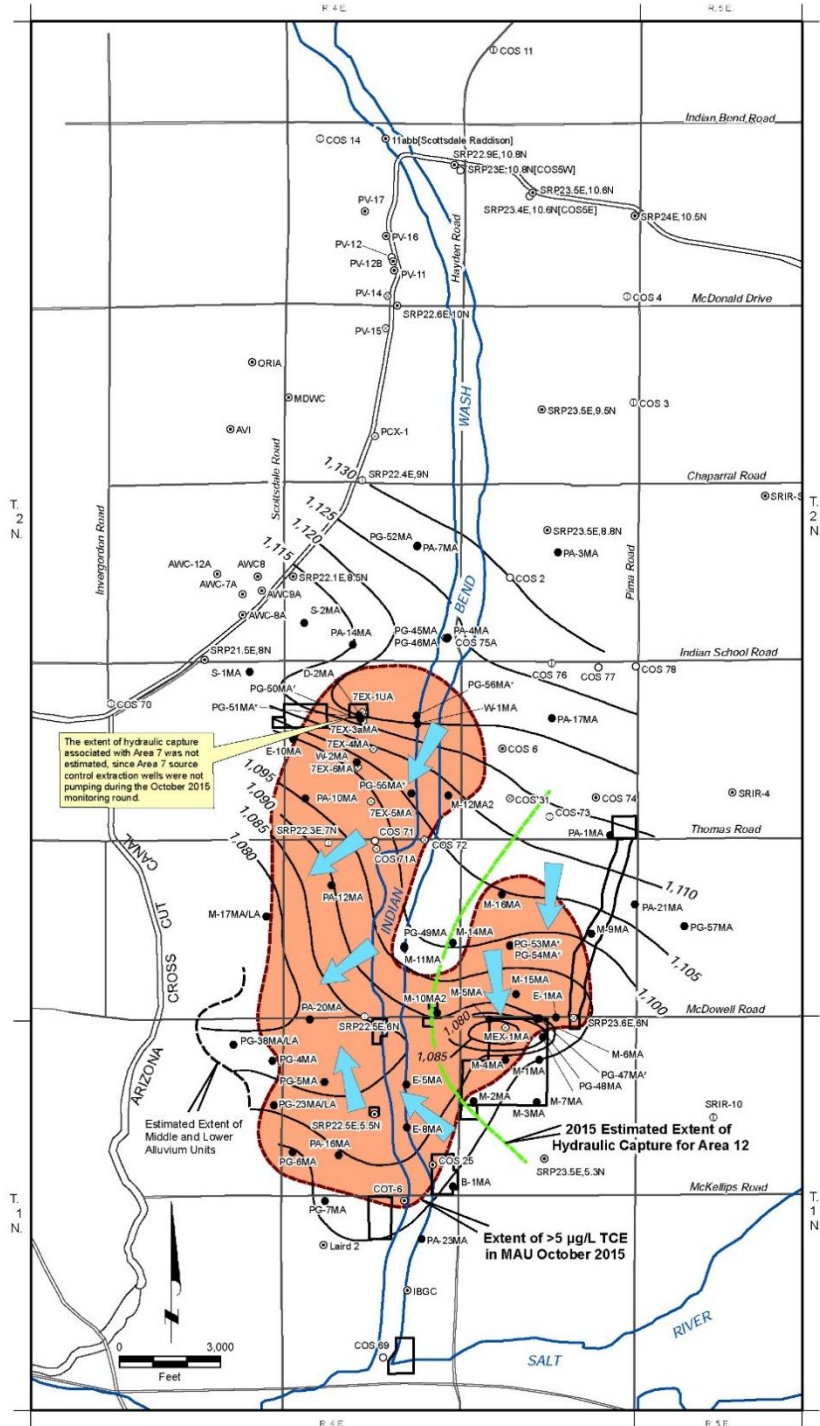 R.4E.
R.5E.
COS 11
Indian Bend Road
COS 14
11abb[Scottsdale Raddison]
SRP22.9E,10.8N
SRP23E:10.8N[COS5W]
SRP23.5E,10.6N
SRP23.4E,10.6N[COS5E]
SRP24E,10.5N
PV-17
PV-16
PV-12
PV-12B
PV-11
Hayden Road
PV-14
COS 4
McDonald Drive
SRP22.6E,10N
PV-15
ORIA
MDWC
WASH
COS 3
SRP23.5E,9.5N
AVI
PCX-1
Scottsdale Road
1,130
SRP22.4E,9N
Chaparral Road
SRIR-S
T.
2
N.
T.
2
N.
Invergordon Road
1,125
1,120
1,115
PG-52MA
PA-7MA
SRP23.5E,8.8N
PA-3MA
Pima Road
AWC-12A
AWC8
AWC-7A
AWC9A
SRP22.1E,8.5N
COS 2
AWC-8A
S-2MA
BEND
PA-14MA
PG-45MA
PG-46MA
PA-4MA
COS 75A
SRP21.5E,8N
Indian School Road
S-1MA
D-2MA
COS 76
COS 77
COS 78
PG-50MA*
7EX-1UA
PG-56MA*
PG-51MA*
W-1MA
COS 70
7EX-3aMA
PA-17MA
The extent of hydraulic capture
associated with Area 7 was not
estimated, since Area 7 source
control extraction wells were not
pumping during the October 2015
monitoring round.
E-10MA
7EX-4MA
W-2MA
7EX-6MA
COS 6
1,095
1,090
1,085
1,080
PG-55MA*
PA-10MA
7EX-5MA
M-12MA2
COS 31
COS 74
COS-73
SRIR-4
SRP22.3E,7N
COS 71
COS 71A
COS 72
PA-1MA
Thomas Road
CANAL
CUT
CROSS
ARIZONA
PA-12MA
INDIAN
M-16MA
1,110
M-17MA/LA
PA-21MA
PG-57MA
PG-49MA
M-14MA
M-9MA
M-11MA
PG-53MA*
PG-54MA*
1,105
1,100
M-15MA
M-10MA2
M-5MA
E-1MA
McDowell Road
PA-20MA
SRP22.5E,6N
1,080
MEX-1MA
SRP23.6E,6N
PG-38MA/LA
1,085
M-6MA
PG-4MA
M-4MA
M-1MA
PG-47MA*
PG-48MA
PG-5MA
E-5MA
M-2MA
M-3MA
M-7MA
PG-23MA/LA
Estimated Extent of
Middle and Lower
Alluvium Units
SRP22.5E,5.5N
SRIR-10
E-8MA
2015 Estimated Extent of
Hydraulic Capture for Area 12
PA-16MA
PG-6MA
COS 25
SRP23.5E,5.3N
B-1MA
COT-6
McKellips Road
T.
1
N.
T.
1
N.
PG-7MA
Extent of >5 µg/L TCE
in MAU October 2015
Laird 2
PA-23MA
N
IBGC
RIVER
0
3,000
Feet
COS 69
SALT
R 4E
R 5E